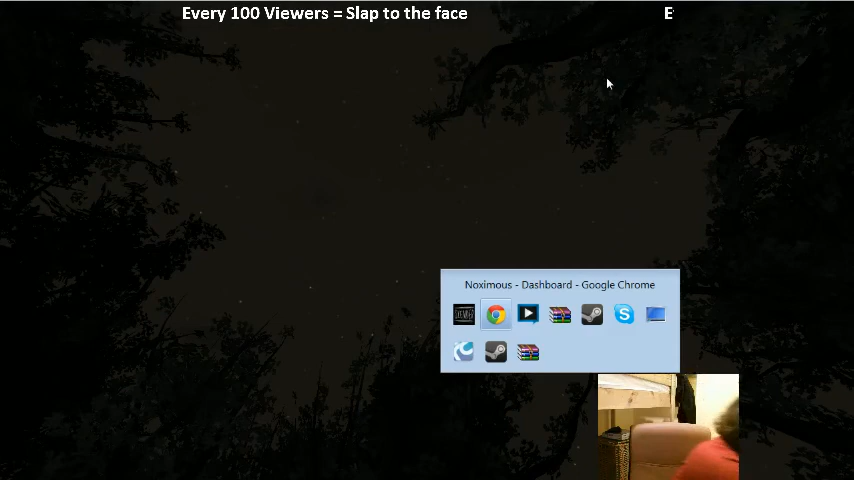 Every 100 Viewers = Slap to the face
Noximous - Dashboard - Google Chrome